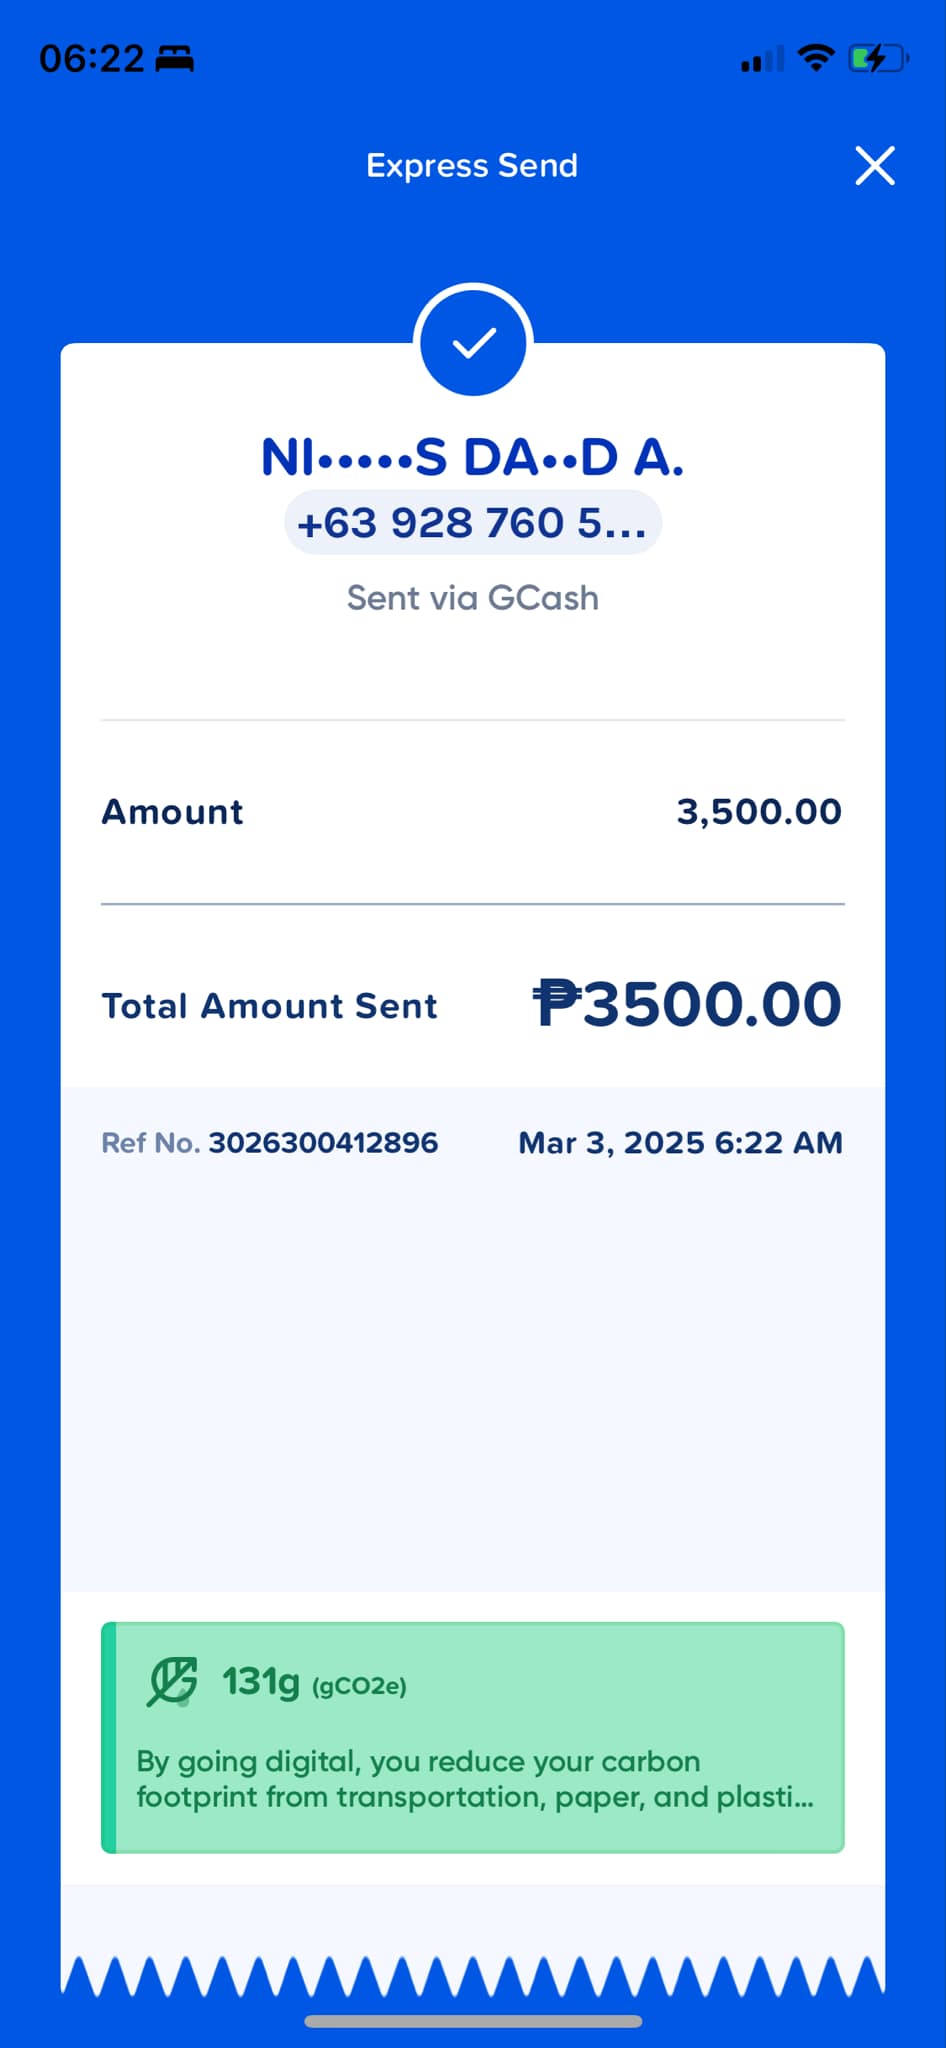 06:22
Express Send
NI•••••S DA••D A.
+63 928 760 5...
Sent via GCash
Amount 3,500.00
Total Amount Sent ₱3500.00
Ref No. 3026300412896 Mar 3, 2025 6:22 AM
131g (gCO2e)
By going digital, you reduce your carbon
footprint from transportation, paper, and plasti...